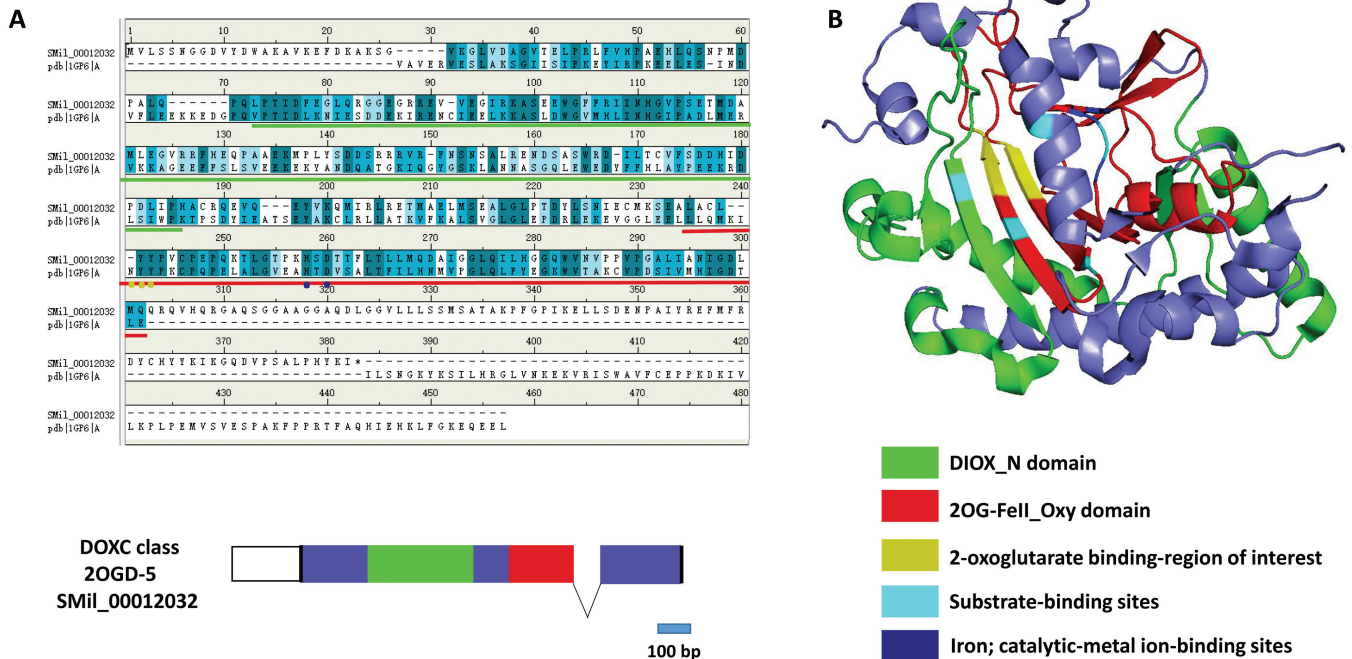 A
1 10 20 30 40 50 60
SMil_00012032 MVLSSNGGDVYDWAKAVKEFDKAKSG-----VKGLVDAGVTELPRLFVHPAEHLQSNPMD
pdb|1GP6|A --------------------------VAVERVESLAKSGIISIPKEYIRPKEELES-IND
70 80 90 100 110 120
SMil_00012032 PALQ------PQLPTIDFEGLQRGGEGRREV-VEGIRKASEEWGFFRIINHGVPSETMDA
pdb|1GP6|A VFLEEKKEDGPQVPTIDLKNIESDDEKIRENCIEELKKASLDWGVMHLINHGIPADLMER
130 140 150 160 170 180
SMil_00012032 MLEGVRRFHEQPAAEKMPLYSDDSRRRVR-FNSNSALRENDSASWRD-ILTCVFSDDHID
pdb|1GP6|A VKKAGEEFFSLSVEEKEKYANDQATGKIQGYGSKLANNASGQLEWEDYFFHLAYPEEKRD
190 200 210 220 230 240
SMil_00012032 PDLIPHACRQEVQ---EYVKQMIRLRETMAELMSEALGLPTDYLSNIECMKSEALACL--
pdb|1GP6|A LSIWPKTPSDYIEATSEYAKCLRLLATKVFKALSVGLGLEPDRLEKEVGGLEELLLQMKI
250 260 270 280 290 300
SMil_00012032 -YYPVCPEPQKTLGTPKHSDTTFLTLLMQDAIGGLQILHGGQWVNVPPVPGALIANIGDL
pdb|1GP6|A NYYPKCPQPELALGVEAHTDVSALTFILHNMVPGLQLFYEGKWVTAKCVPDSIVMHIGDT
310 320 330 340 350 360
SMil_00012032 MQQRQVHQRGAQSGGAAGGAQDLGGVLLLSSMSATAKPFGPIKELLSDENPAIYREFMFR
pdb|1GP6|A LE----------------------------------------------------------
370 380 390 400 410 420
SMil_00012032 DYCHYYKIKGQDVPSALPHYKI*-------------------------------------
pdb|1GP6|A -----------------------ILSNGKYKSILHRGLVNKEKVRISWAVFCEPPKDKIV
430 440 450 460 470 480
SMil_00012032 -------------------------------------
pdb|1GP6|A LKPLPEMVSVESPAKFPPRTFAQHIEHKLFGKEQEEL
DOXC class
2OGD-5
SMil_00012032
100 bp
B
DIOX_N domain
2OG-FeII_Oxy domain
2-oxoglutarate binding-region of interest
Substrate-binding sites
Iron; catalytic-metal ion-binding sites